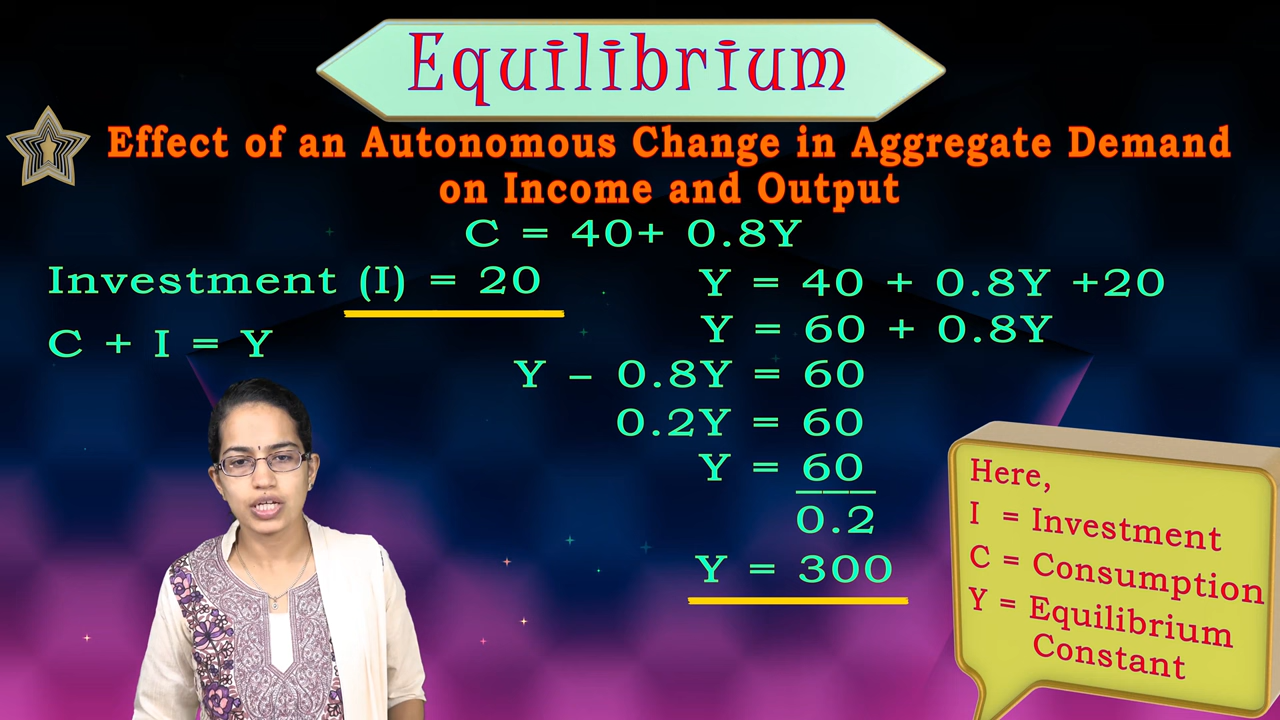 Equilibrium
Effect of an Autonomous Change in Aggregate Demand
on Income and Output
C = 40+ 0.8Y
Investment (I) = 20
C + I = Y
Y = 40 + 0.8Y +20
Y = 60 + 0.8Y
Y – 0.8Y = 60
0.2Y = 60
Y = 60
0.2
Y = 300
Here,
I = Investment
C = Consumption
Y = Equilibrium
Constant